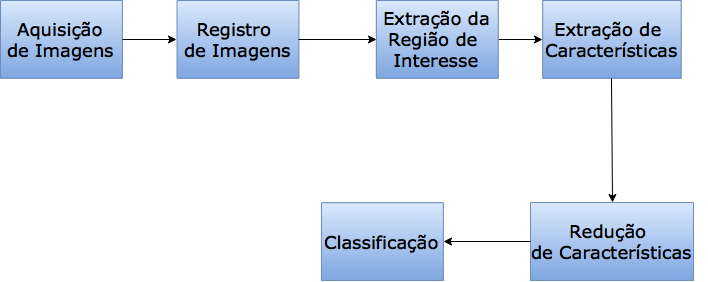 Aquisição
de Imagens
Registro
de Imagens
Extração da
Região de
Interesse
Extração de
Características
Redução
de Características
Classificação